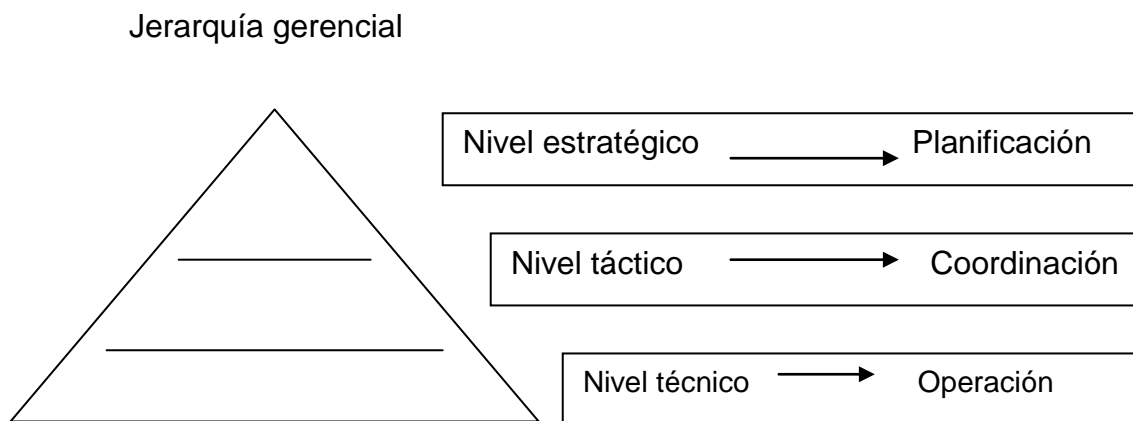 Jerarquía gerencial
Nivel estratégico Planificación
Nivel táctico Coordinación
Nivel técnico Operación